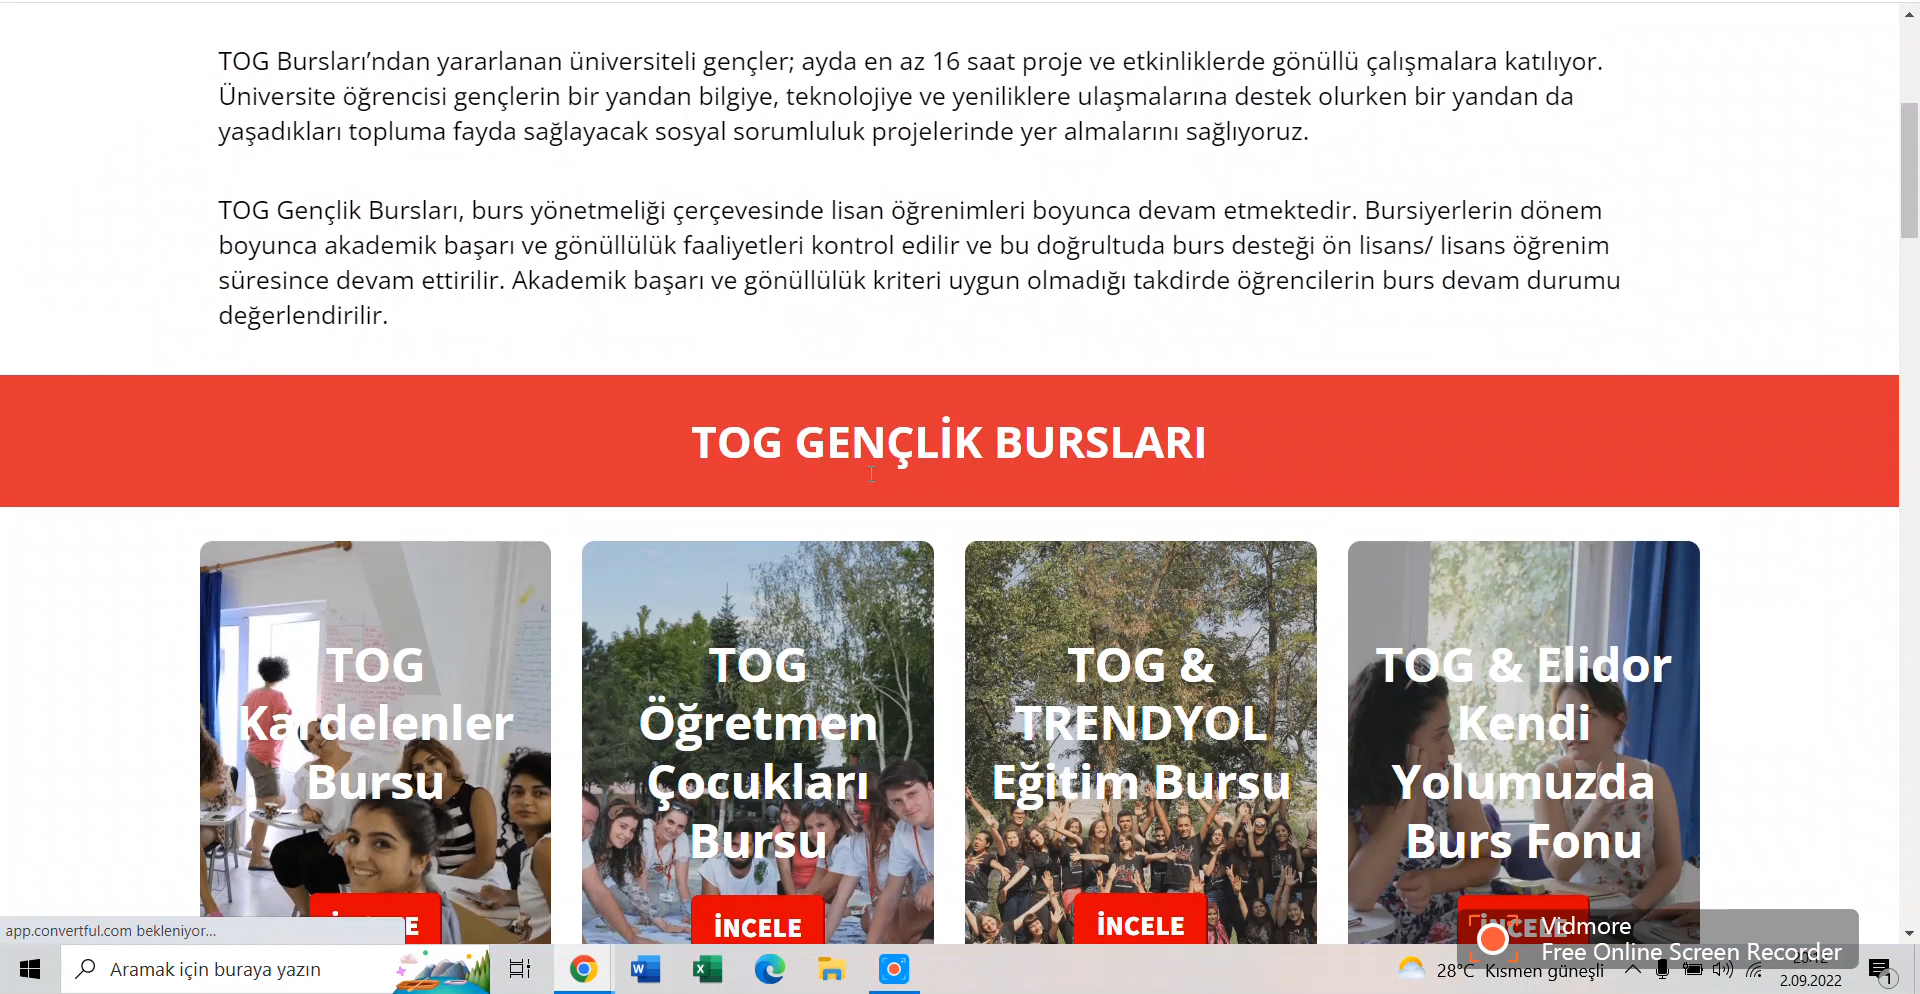 TOG Bursları’ndan yararlanan üniversiteli gençler; ayda en az 16 saat proje ve etkinliklerde gönüllü çalışmalara katılıyor.
Üniversite öğrencisi gençlerin bir yandan bilgiye, teknolojiye ve yeniliklere ulaşmalarına destek olurken bir yandan da
yaşadıkları topluma fayda sağlayacak sosyal sorumluluk projelerinde yer almalarını sağlıyoruz.
TOG Gençlik Bursları, burs yönetmeliği çerçevesinde lisan öğrenimleri boyunca devam etmektedir. Bursiyerlerin dönem
boyunca akademik başarı ve gönüllülük faaliyetleri kontrol edilir ve bu doğrultuda burs desteği ön lisans/ lisans öğrenim
süresince devam ettirilir. Akademik başarı ve gönüllülük kriteri uygun olmadığı takdirde öğrencilerin burs devam durumu
değerlendirilir.
TOG GENÇLİK BURSLARI
TOG
Kardelenler
Bursu
TOG
Öğretmen
Çocukları
Bursu
İNCELE
TOG &
TRENDYOL
Eğitim Bursu
İNCELE
TOG & Elidor
Kendi
Yolumuzda
Burs Fonu
İNCELE
Vidmore
Free Online Screen Recorder
app.convertful.com bekleniyor...
Aramak için buraya yazın
28°C Kısmen güneşli
2.09.2022
1